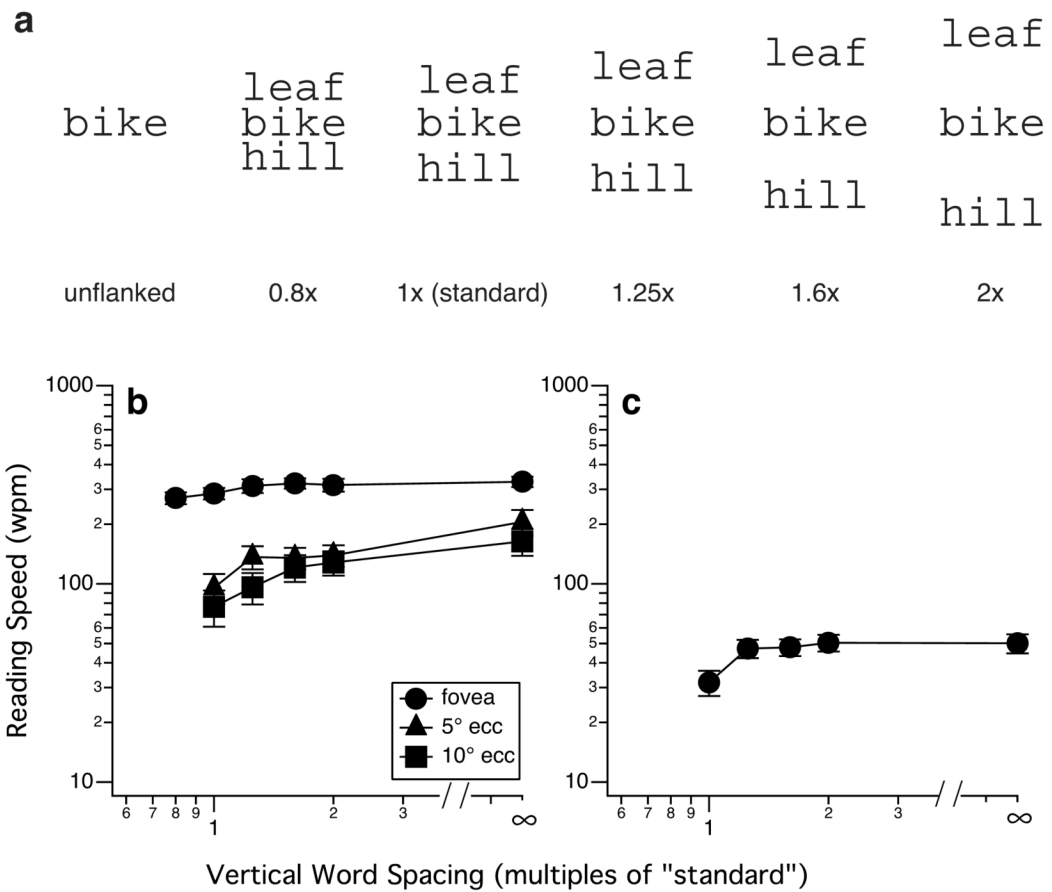 a
bike
leaf
bike
hill
leaf
bike
hill
leaf
bike
hill
leaf
bike
hill
leaf
bike
hill
unflanked 0.8x 1x (standard) 1.25x 1.6x 2x
b
1000
6
5
4
3
2
100
6
5
4
3
2
10
6 7 8 9 1 2 3 ∞
fovea
5° ecc
10° ecc
c
1000
6
5
4
3
2
100
6
5
4
3
2
10
6 7 8 9 1 2 3 ∞
Reading Speed (wpm)
Vertical Word Spacing (multiples of "standard")